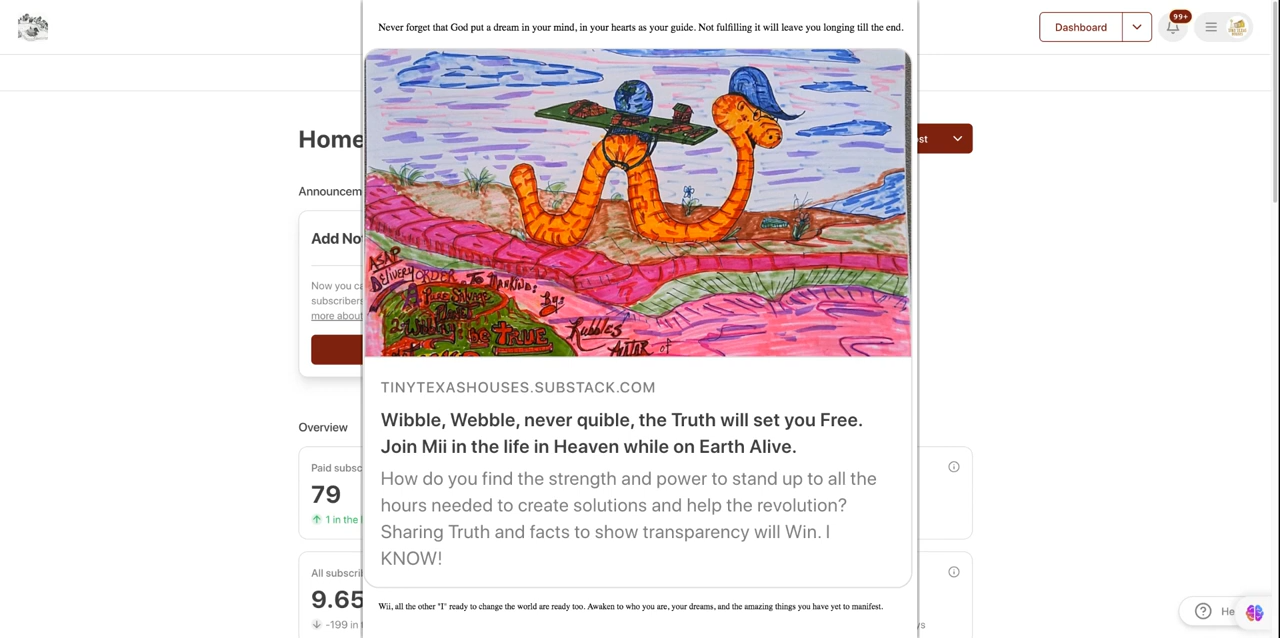 Never forget that God put a dream in your mind, in your hearts as your guide. Not fulfilling it will leave you longing till the end.
Dashboard
99+
Home
ost
Announcem
ASAP
DELIVERY ORDER TO MANKIND:
By:
Rubbles
AVATAR of
BE TRUE
Add No
Now you ca
subscriber
more about
TINYTEXASHOUSES.SUBSTACK.COM
Wibble, Webble, never quible, the Truth will set you Free.
Join Mii in the life in Heaven while on Earth Alive.
How do you find the strength and power to stand up to all the
hours needed to create solutions and help the revolution?
Sharing Truth and facts to show transparency will Win. I
KNOW!
Overview
Paid subsc
79
1 in the l
All subscri
9.65
-199 in t
ys
He
Wii, all the other "I" ready to change the world are ready too. Awaken to who you are, your dreams, and the amazing things you have yet to manifest.